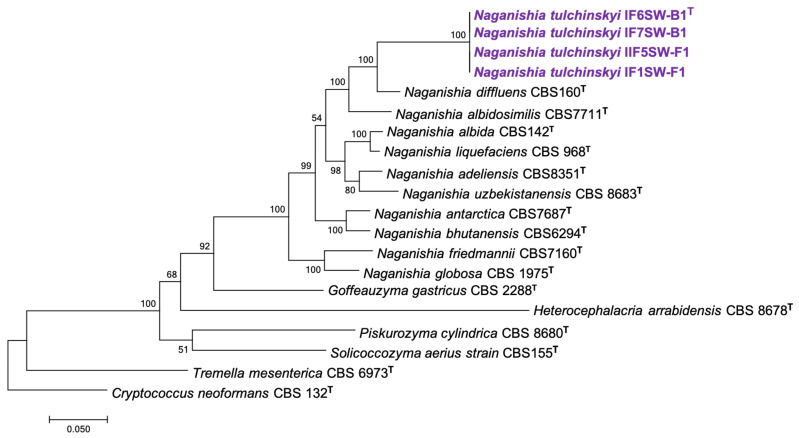 Naganishia tulchinskyi IF6SW-B1T
100
Naganishia tulchinskyi IF7SW-B1
Naganishia tulchinskyi IIF5SW-F1
Naganishia tulchinskyi IF1SW-F1
100
Naganishia diffluens CBS160T
100
Naganishia albidosimilis CBS7711T
54
Naganishia albida CBS142T
100
Naganishia liquefaciens CBS 968T
99
98
Naganishia adeliensis CBS8351T
80
Naganishia uzbekistanensis CBS 8683T
100
Naganishia antarctica CBS7687T
100
Naganishia bhutanensis CBS6294T
92
Naganishia friedmannii CBS7160T
100
Naganishia globosa CBS 1975T
68
Goffeauzyma gastricus CBS 2288T
100
Heterocephalacria arrabidensis CBS 8678T
Piskurozyma cylindrica CBS 8680T
51
Solicoccozyma aerius strain CBS155T
Tremella mesenterica CBS 6973T
Cryptococcus neoformans CBS 132T
0.050